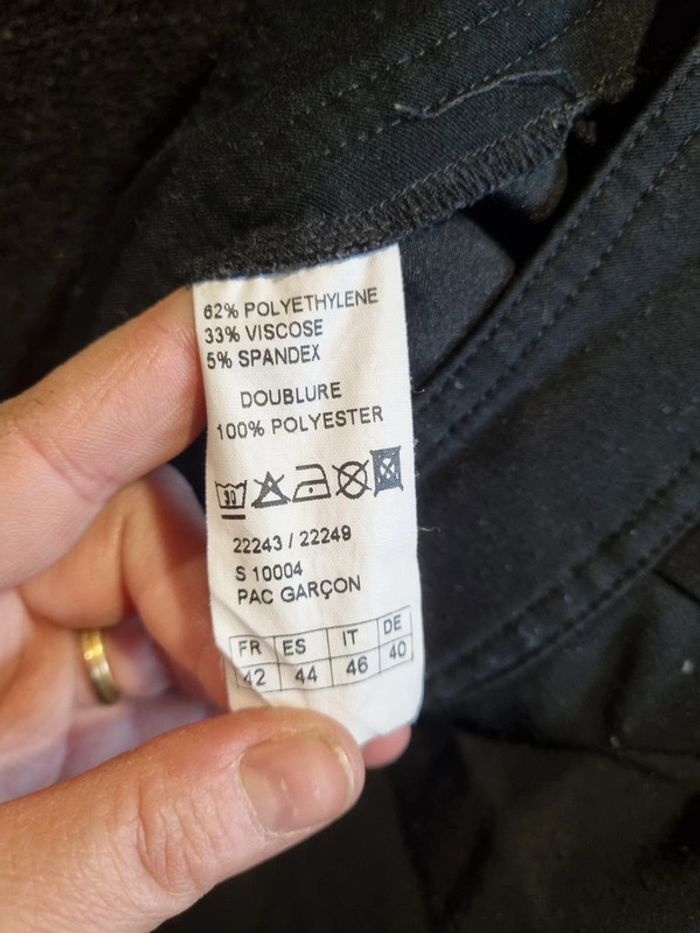 62% POLYETHYLENE
33% VISCOSE
5% SPANDEX
DOUBLURE
100% POLYESTER
30
22243 / 22249
S 10004
PAC GARÇON
FR ES IT DE
42 44 46 40